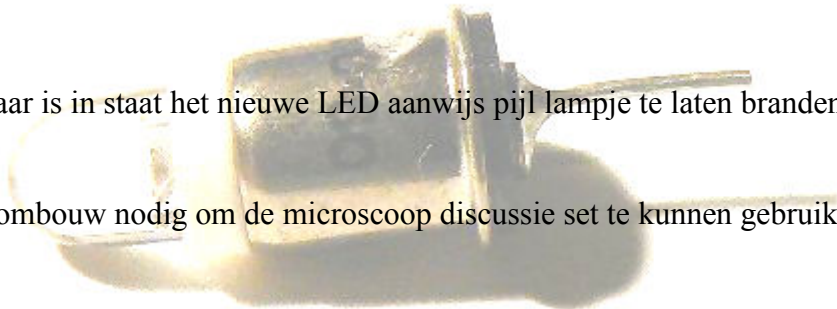 aar is in staat het nieuwe LED aanwijs pijl lampje te laten branden
ombouw nodig om de microscoop discussie set te kunnen gebruik